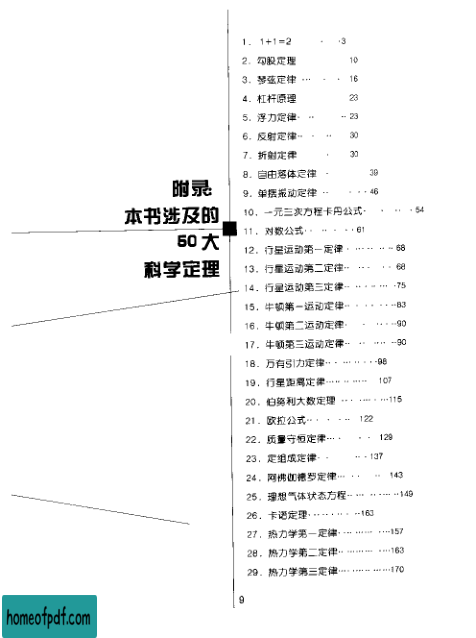 附录
本书涉及的
50大
科学定理
1. 1+1=2 · ·3
2. 勾股定理 10
3. 琴弦定律 ··· · · 16
4. 杠杆原理 23
5. 浮力定律· ·· 23
6. 反射定律·· · ·· 30
7. 折射定律 · 30
8. 自由落体定律 · 39
9. 单摆振动定律 ·· ···46
10. 一元三次方程卡丹公式· ·· · ·54
11. 对数公式·· ·· ··61
12. 行星运动第一定律· ········68
13. 行星运动第二定律·· ··· ··68
14. 行星运动第三定律·········75
15. 牛顿第一运动定律·· ·······83
16. 牛顿第二运动定律· · ···90
17. 牛顿第三运动定律·· ·· ····90
18. 万有引力定律·· ·······98
19. 行星距离定律·········· 107
20. 伯努利大数定理 ·········115
21. 欧拉公式··· ·· ·· 122
22. 质量守恒定律··· · · · 129
23. 定组成定律· · ·· ·137
24. 阿佛伽德罗定律··· · ·· 143
25. 理想气体状态方程··········149
26. 卡诺定理·········163
27. 热力学第一定律···········157
28. 热力学第二定律···········163
29. 热力学第三定律···········170
9
homeofpdf.com